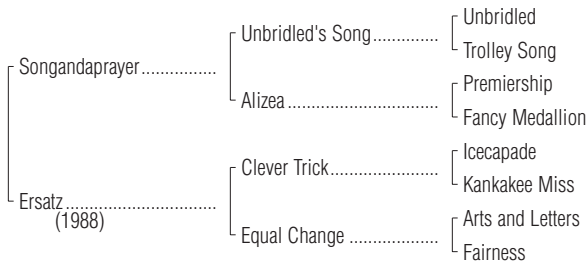 Unbridled
Unbridled's Song..............
Trolley Song
Songandaprayer................
Premiership
Alizea................................
Fancy Medallion
Icecapade
Clever Trick.......................
Kankakee Miss
Ersatz................................
(1988)
Arts and Letters
Equal Change ...................
Fairness